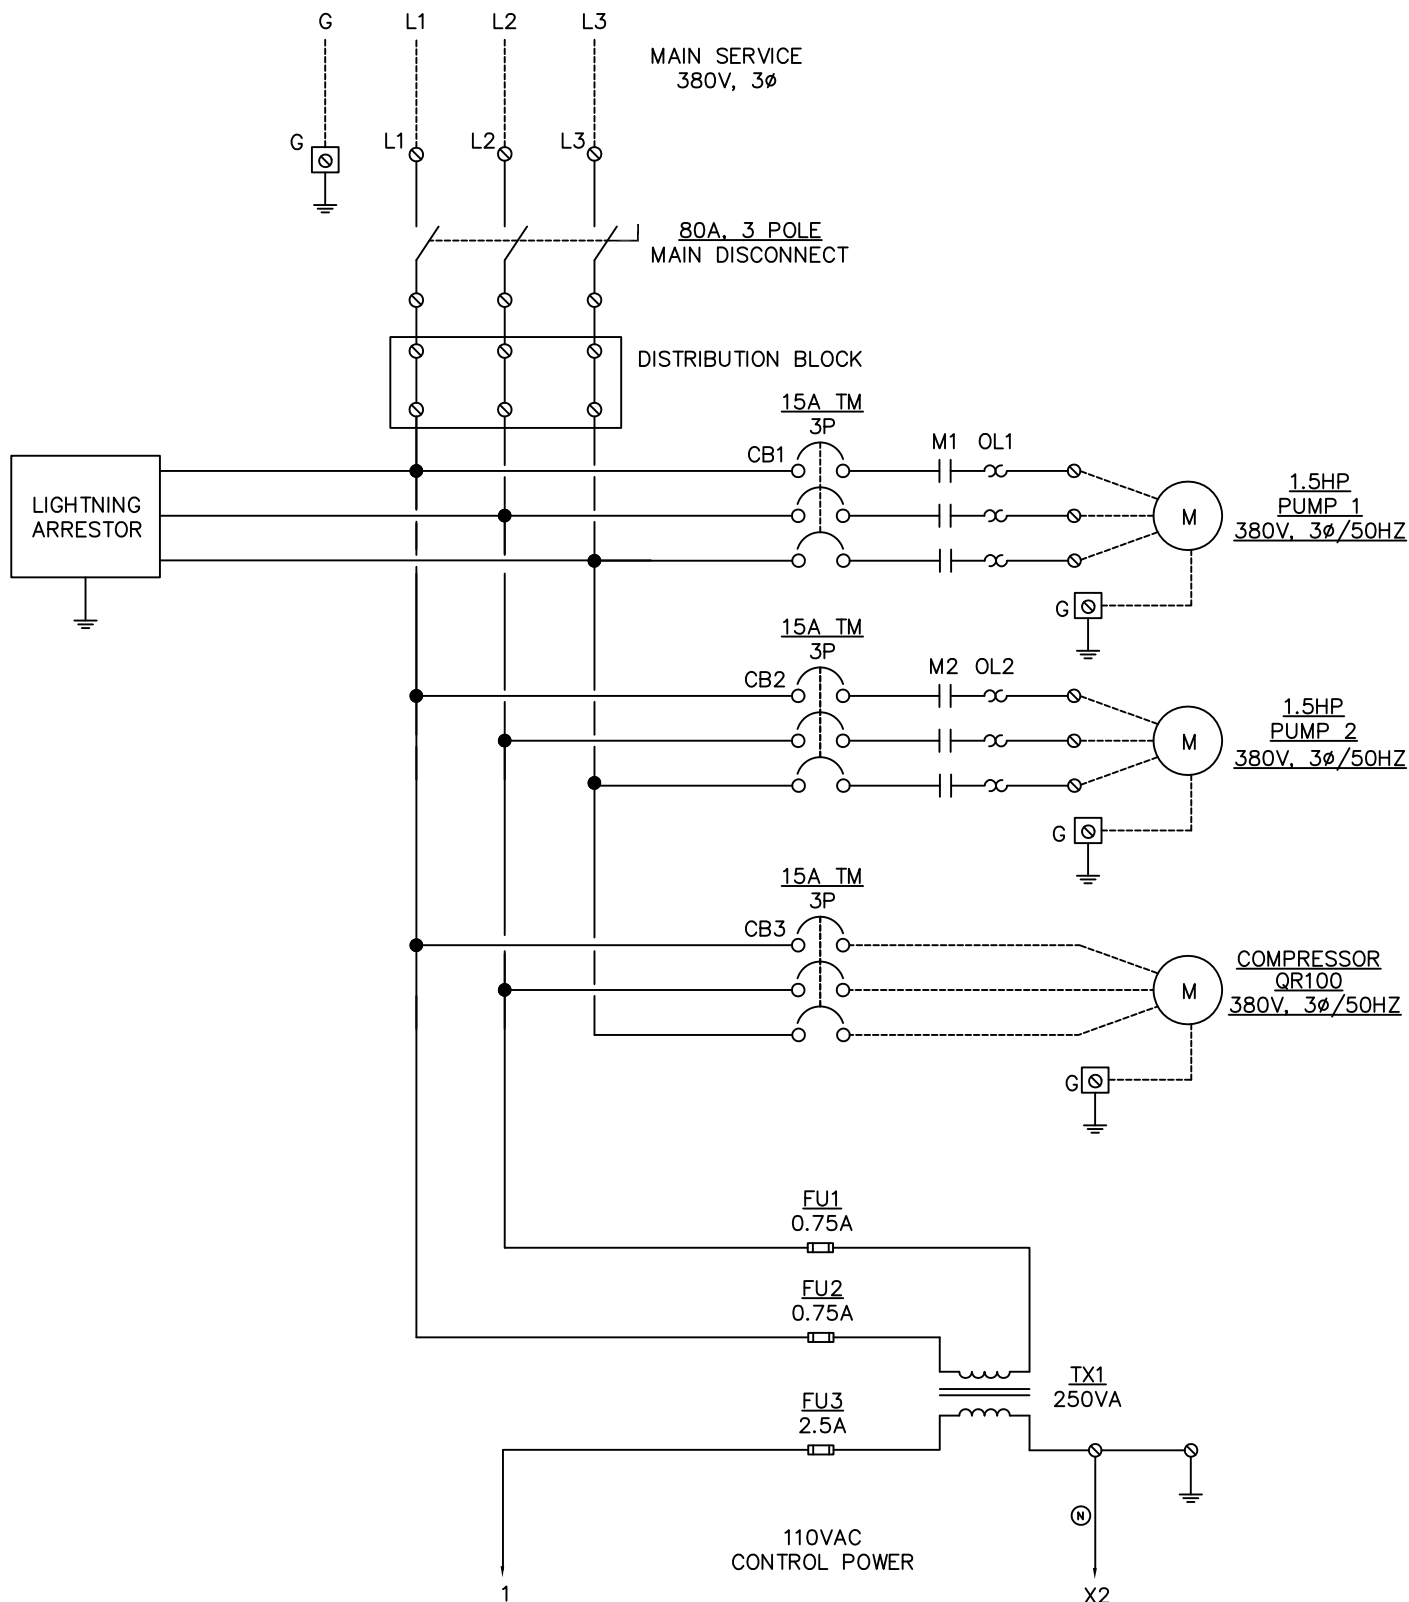 G L1 L2 L3
MAIN SERVICE
380V, 3ø
G L1 L2 L3
80A, 3 POLE
MAIN DISCONNECT
DISTRIBUTION BLOCK
15A TM
3P
CB1 M1 OL1
LIGHTNING
ARRESTOR
M
1.5HP
PUMP 1
380V, 3ø/50HZ
G
15A TM
3P
CB2 M2 OL2
M
1.5HP
PUMP 2
380V, 3ø/50HZ
G
15A TM
3P
CB3
M
COMPRESSOR
QR100
380V, 3ø/50HZ
G
FU1
0.75A
FU2
0.75A
TX1
250VA
FU3
2.5A
N
110VAC
CONTROL POWER
1 X2